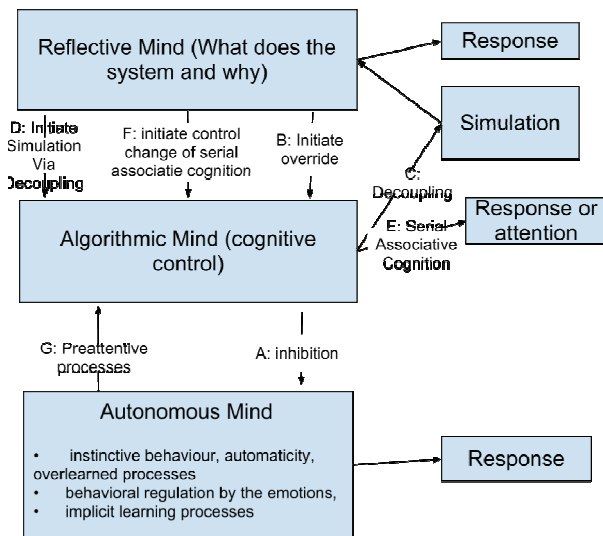 Reflective Mind (What does the
system and why)
Response
Simulation
D: Initiate
Simulation
Via
Decoupling
F: initiate control
change of serial
associatie cognition
B: Initiate
override
C:
Decoupling
Algorithmic Mind (cognitive
control)
E: Serial
Associative
Cognition
Response or
attention
G: Preattentive
processes
A: inhibition
Autonomous Mind
• instinctive behaviour, automaticity,
overlearned processes
• behavioral regulation by the emotions,
• implicit learning processes
Response